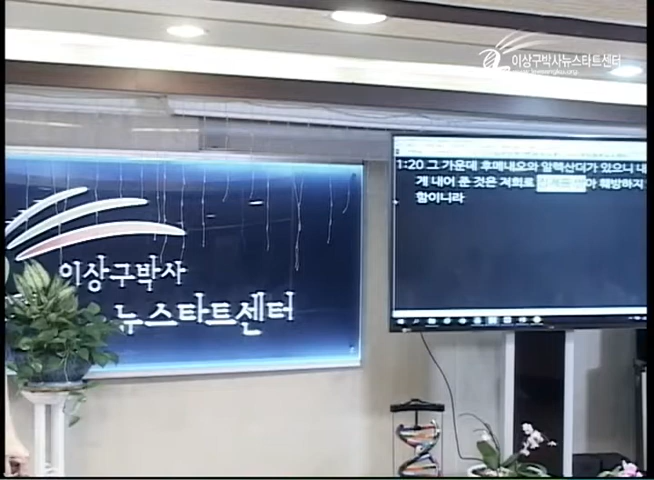 이상구박사뉴스타트센터
1:20 그 가운데 후메내오와 알렉산더가 있으니 내
게 내어 준 것은 저희로 징계를 받아 훼방하지
함이니라
이상구박사
뉴스타트센터